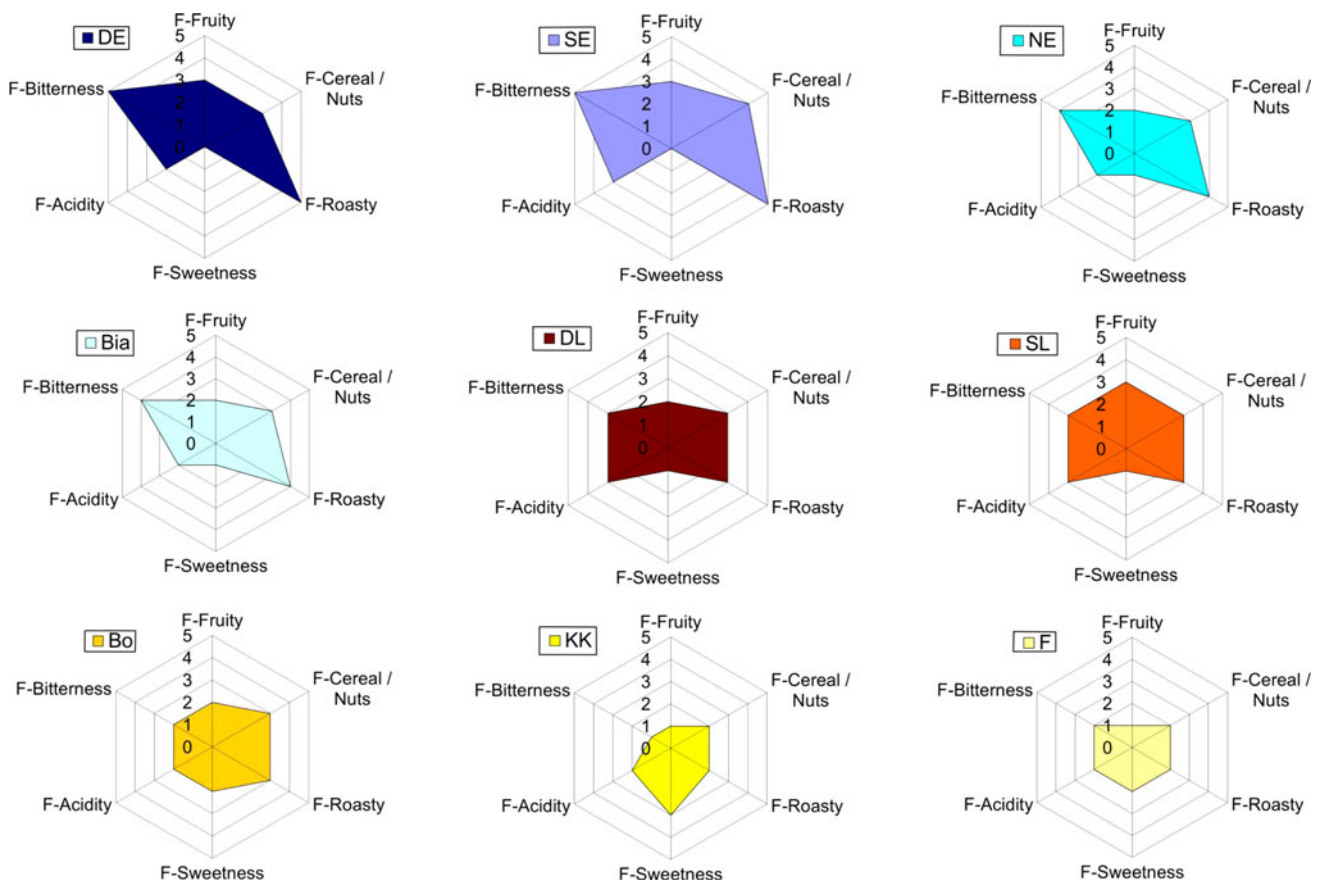 DE
F-Fruity
5
4
3
2
1
0
F-Cereal /
Nuts
F-Roasty
F-Sweetness
F-Acidity
F-Bitterness
SE
F-Fruity
5
4
3
2
1
0
F-Cereal /
Nuts
F-Roasty
F-Sweetness
F-Acidity
F-Bitterness
NE
F-Fruity
5
4
3
2
1
0
F-Cereal /
Nuts
F-Roasty
F-Sweetness
F-Acidity
F-Bitterness
Bia
F-Fruity
5
4
3
2
1
0
F-Cereal /
Nuts
F-Roasty
F-Sweetness
F-Acidity
F-Bitterness
DL
F-Fruity
5
4
3
2
1
0
F-Cereal /
Nuts
F-Roasty
F-Sweetness
F-Acidity
F-Bitterness
SL
F-Fruity
5
4
3
2
1
0
F-Cereal /
Nuts
F-Roasty
F-Sweetness
F-Acidity
F-Bitterness
Bo
F-Fruity
5
4
3
2
1
0
F-Cereal /
Nuts
F-Roasty
F-Sweetness
F-Acidity
F-Bitterness
KK
F-Fruity
5
4
3
2
1
0
F-Cereal /
Nuts
F-Roasty
F-Sweetness
F-Acidity
F-Bitterness
F
F-Fruity
5
4
3
2
1
0
F-Cereal /
Nuts
F-Roasty
F-Sweetness
F-Acidity
F-Bitterness